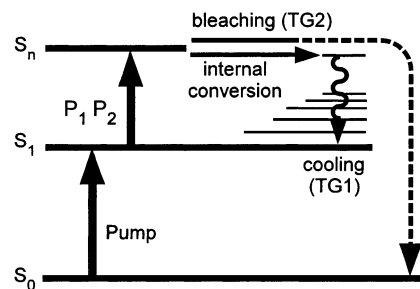 bleaching (TG2)
Sₙ
internal
conversion
P₁ P₂
S₁
cooling
(TG1)
Pump
S₀